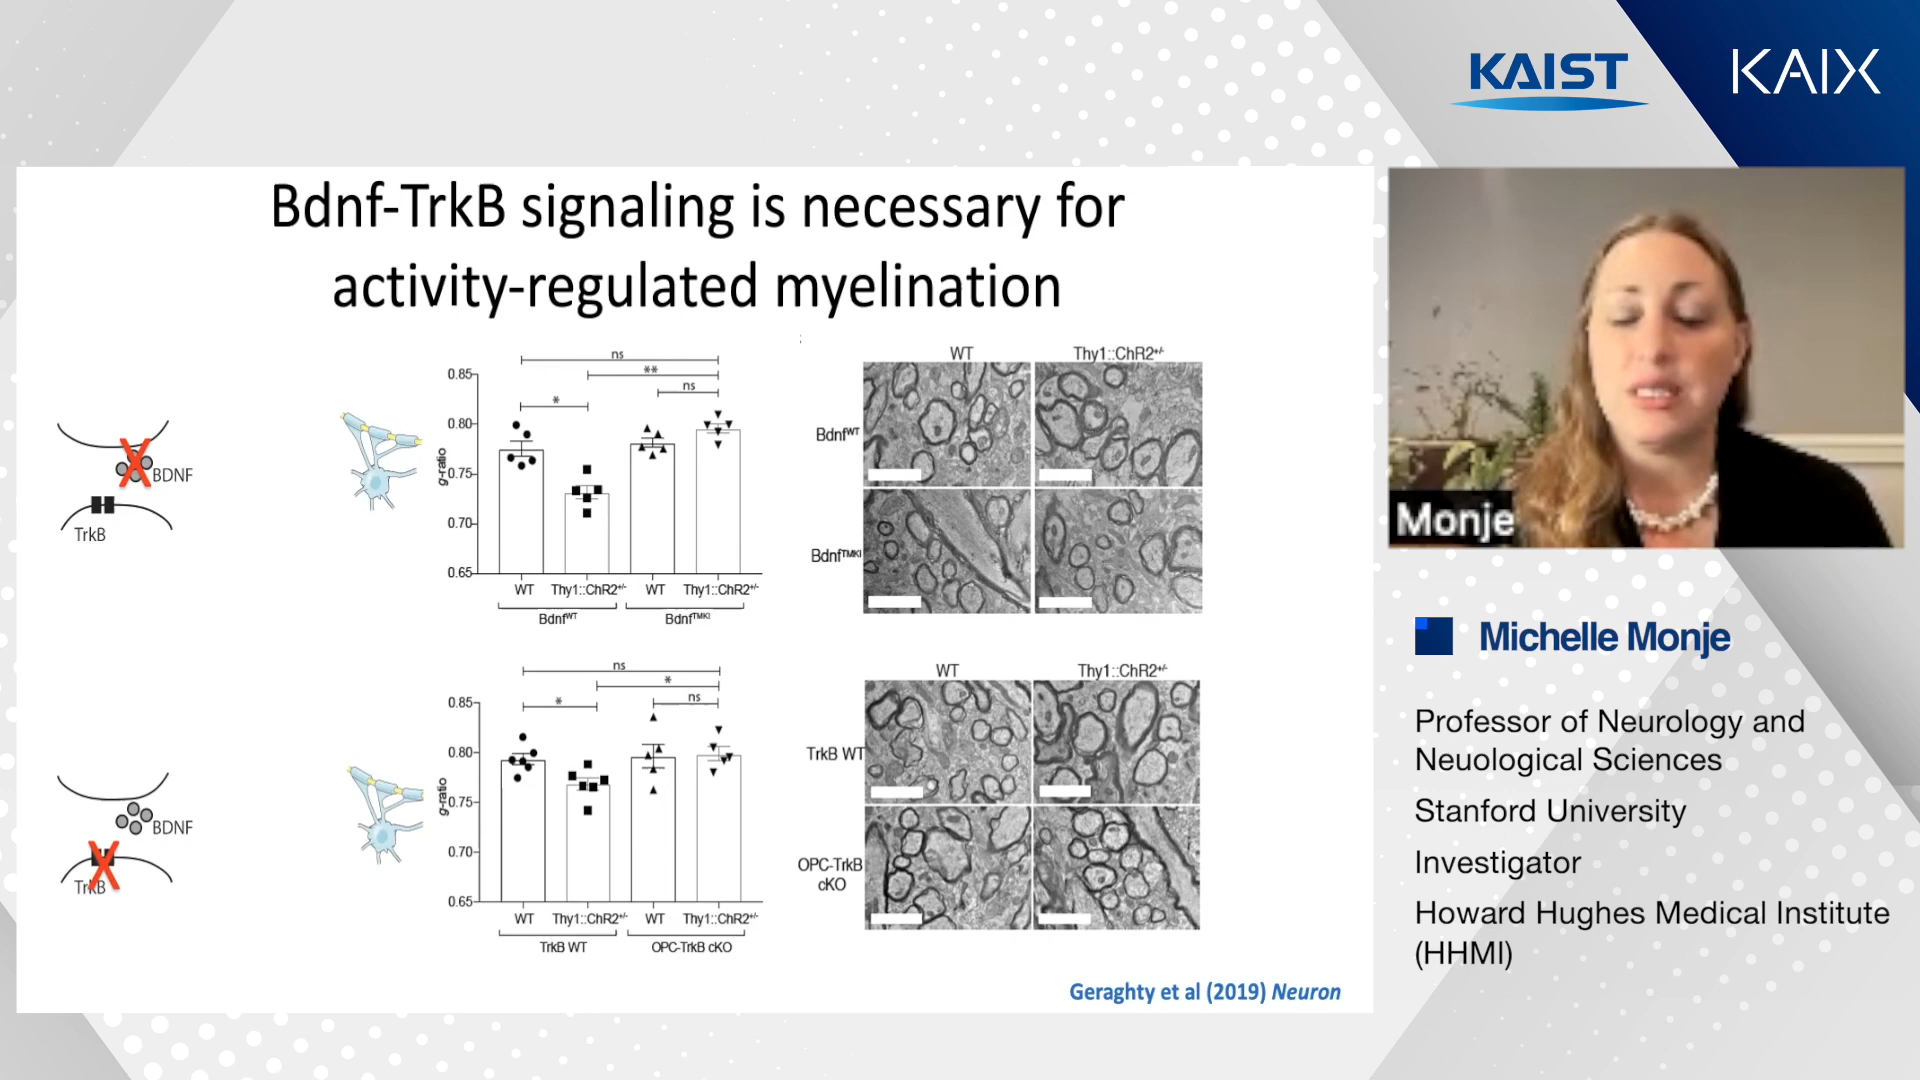 KAIST
KAIX
Bdnf-TrkB signaling is necessary for
activity-regulated myelination
BDNF
TrkB
ns
**
ns
*
0.85
0.80
0.75
0.70
0.65
g-ratio
WT Thy1::ChR2+/- WT Thy1::ChR2+/-
BdnfWT BdnfTMKI
WT Thy1::ChR2+/-
BdnfWT
BdnfTMKI
BDNF
TrkB
ns
*
ns
*
0.85
0.80
0.75
0.70
0.65
g-ratio
WT Thy1::ChR2+/- WT Thy1::ChR2+/-
TrkB WT OPC-TrkB cKO
WT Thy1::ChR2+/-
TrkB WT
OPC-TrkB
cKO
Geraghty et al (2019) Neuron
Monje
Michelle Monje
Professor of Neurology and
Neuological Sciences
Stanford University
Investigator
Howard Hughes Medical Institute
(HHMI)